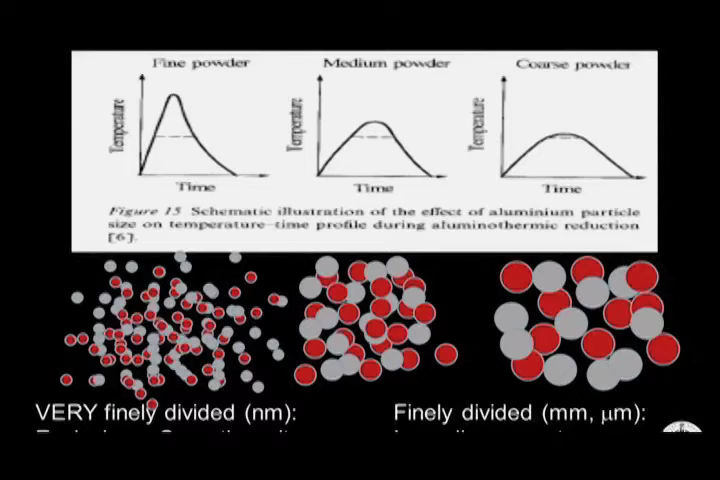 Fine powder
Medium powder
Coarse powder
Temperature
Temperature
Temperature
Time
Time
Time
Figure 15 Schematic illustration of the effect of aluminium particle
size on temperature–time profile during aluminothermic reduction
[6].
VERY finely divided (nm):
Finely divided (mm, μm):